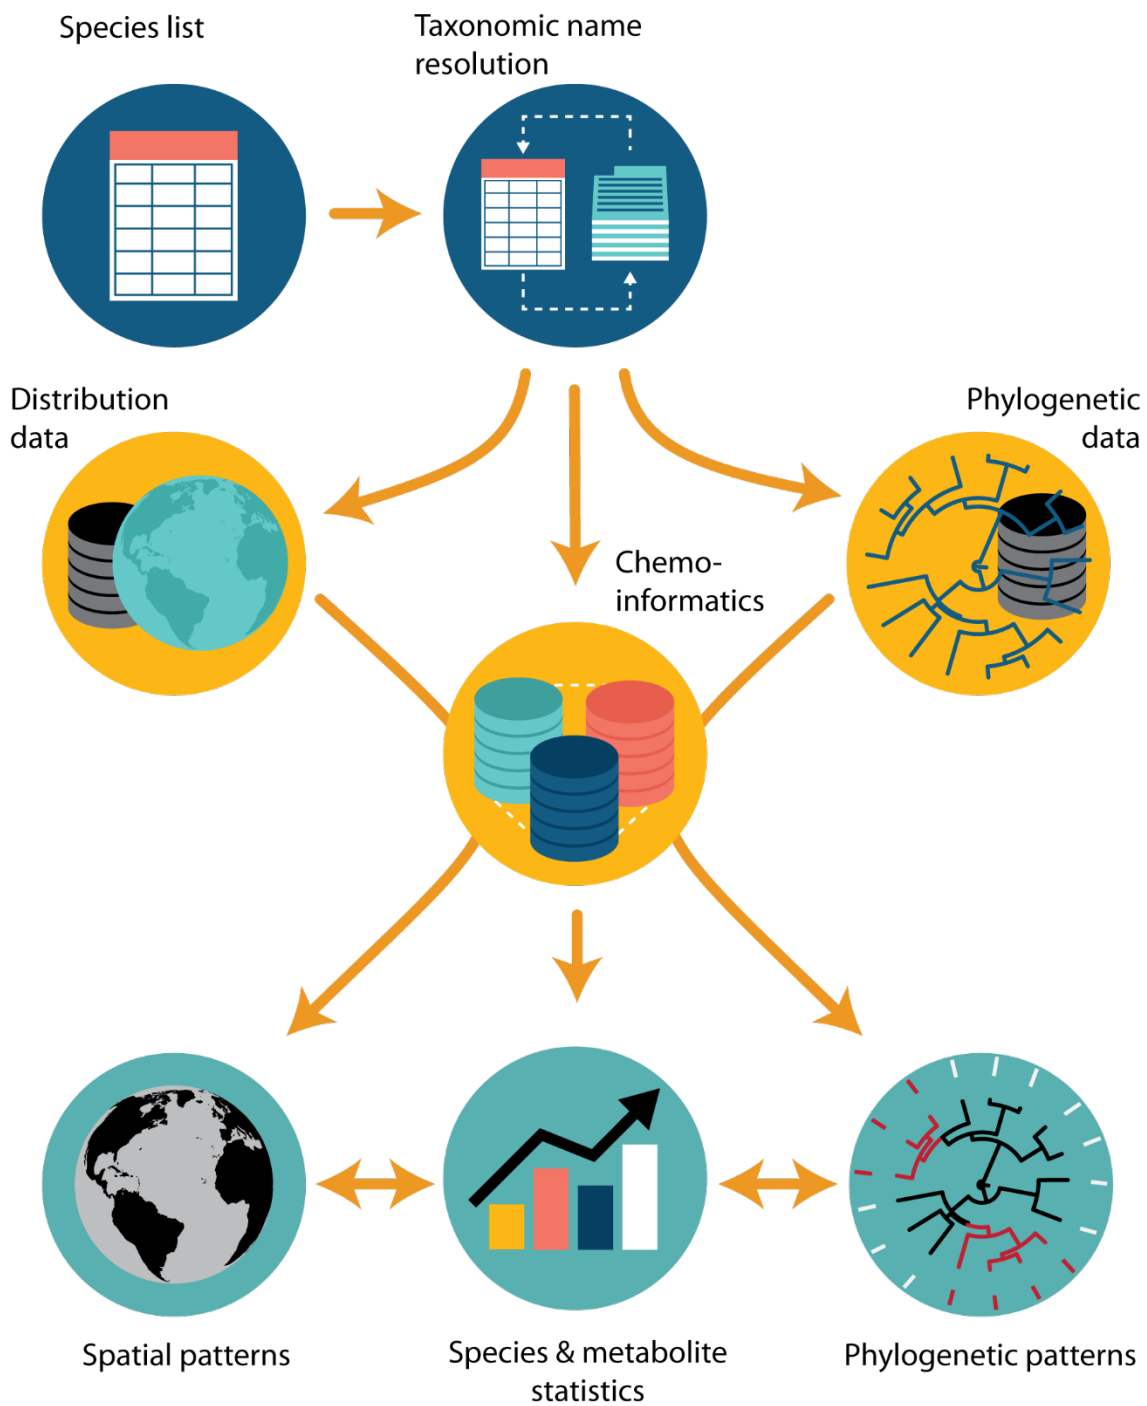 Species list
Taxonomic name
resolution
Distribution
data
Phylogenetic
data
Chemo-
informatics
Spatial patterns
Species & metabolite
statistics
Phylogenetic patterns